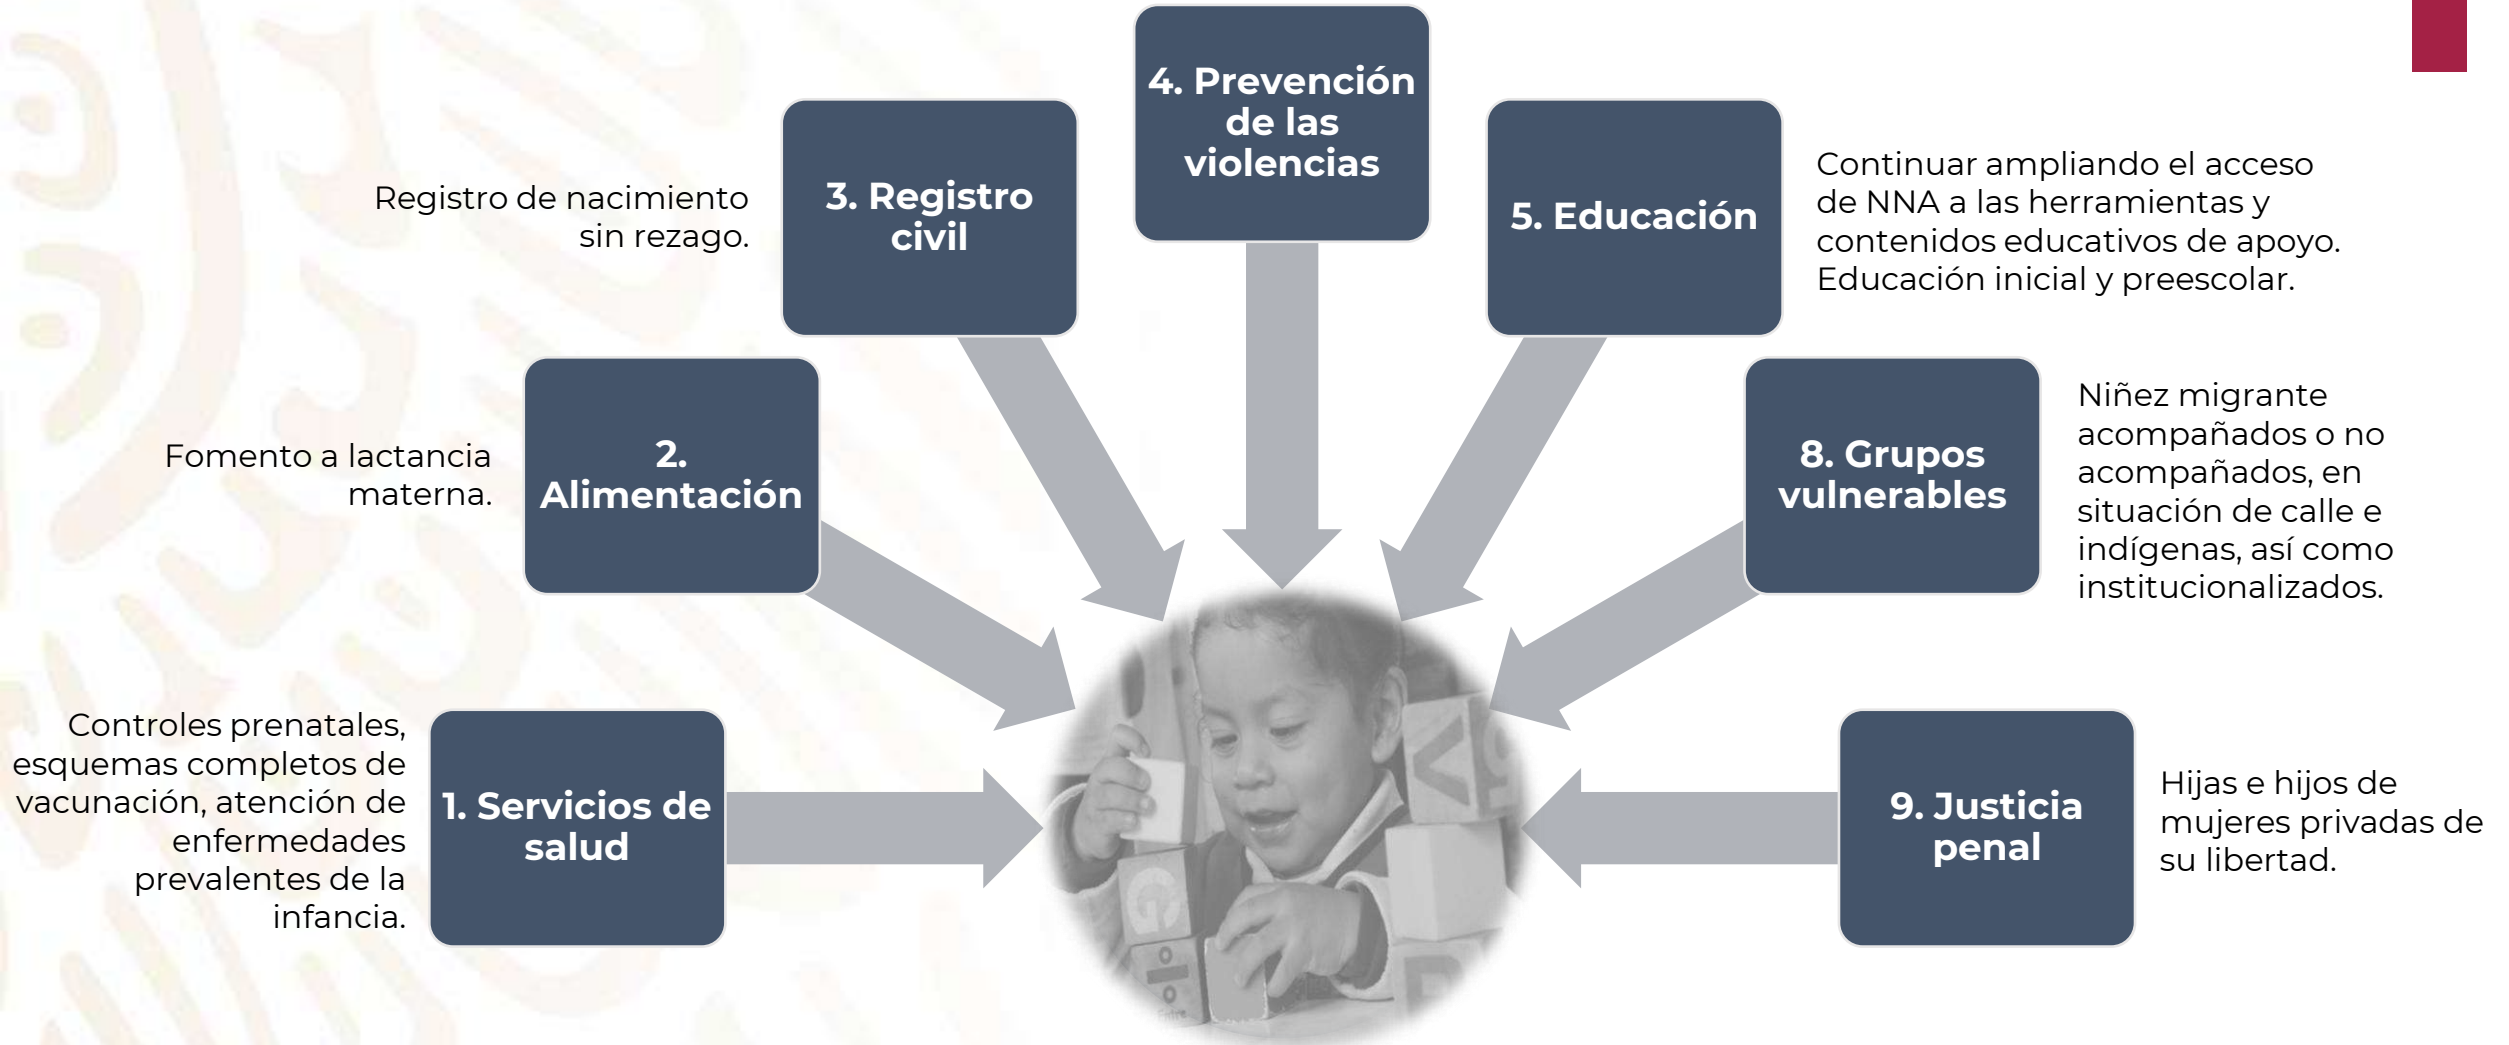 4. Prevención
de las
violencias
3. Registro
civil
Registro de nacimiento
sin rezago.
5. Educación
Continuar ampliando el acceso
de NNA a las herramientas y
contenidos educativos de apoyo.
Educación inicial y preescolar.
2.
Alimentación
Fomento a lactancia
materna.
8. Grupos
vulnerables
Niñez migrante
acompañados o no
acompañados, en
situación de calle e
indígenas, así como
institucionalizados.
1. Servicios de
salud
Controles prenatales,
esquemas completos de
vacunación, atención de
enfermedades
prevalentes de la
infancia.
9. Justicia
penal
Hijas e hijos de
mujeres privadas de
su libertad.
V
G